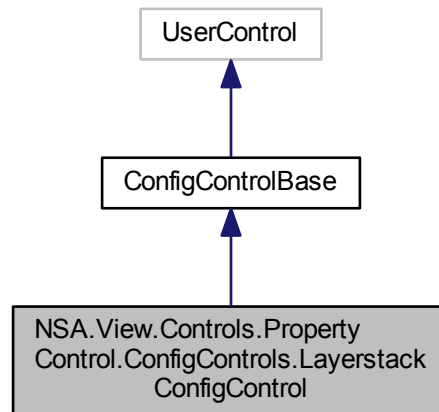 UserControl
ConfigControlBase
NSA.View.Controls.Property
Control.ConfigControls.Layerstack
ConfigControl